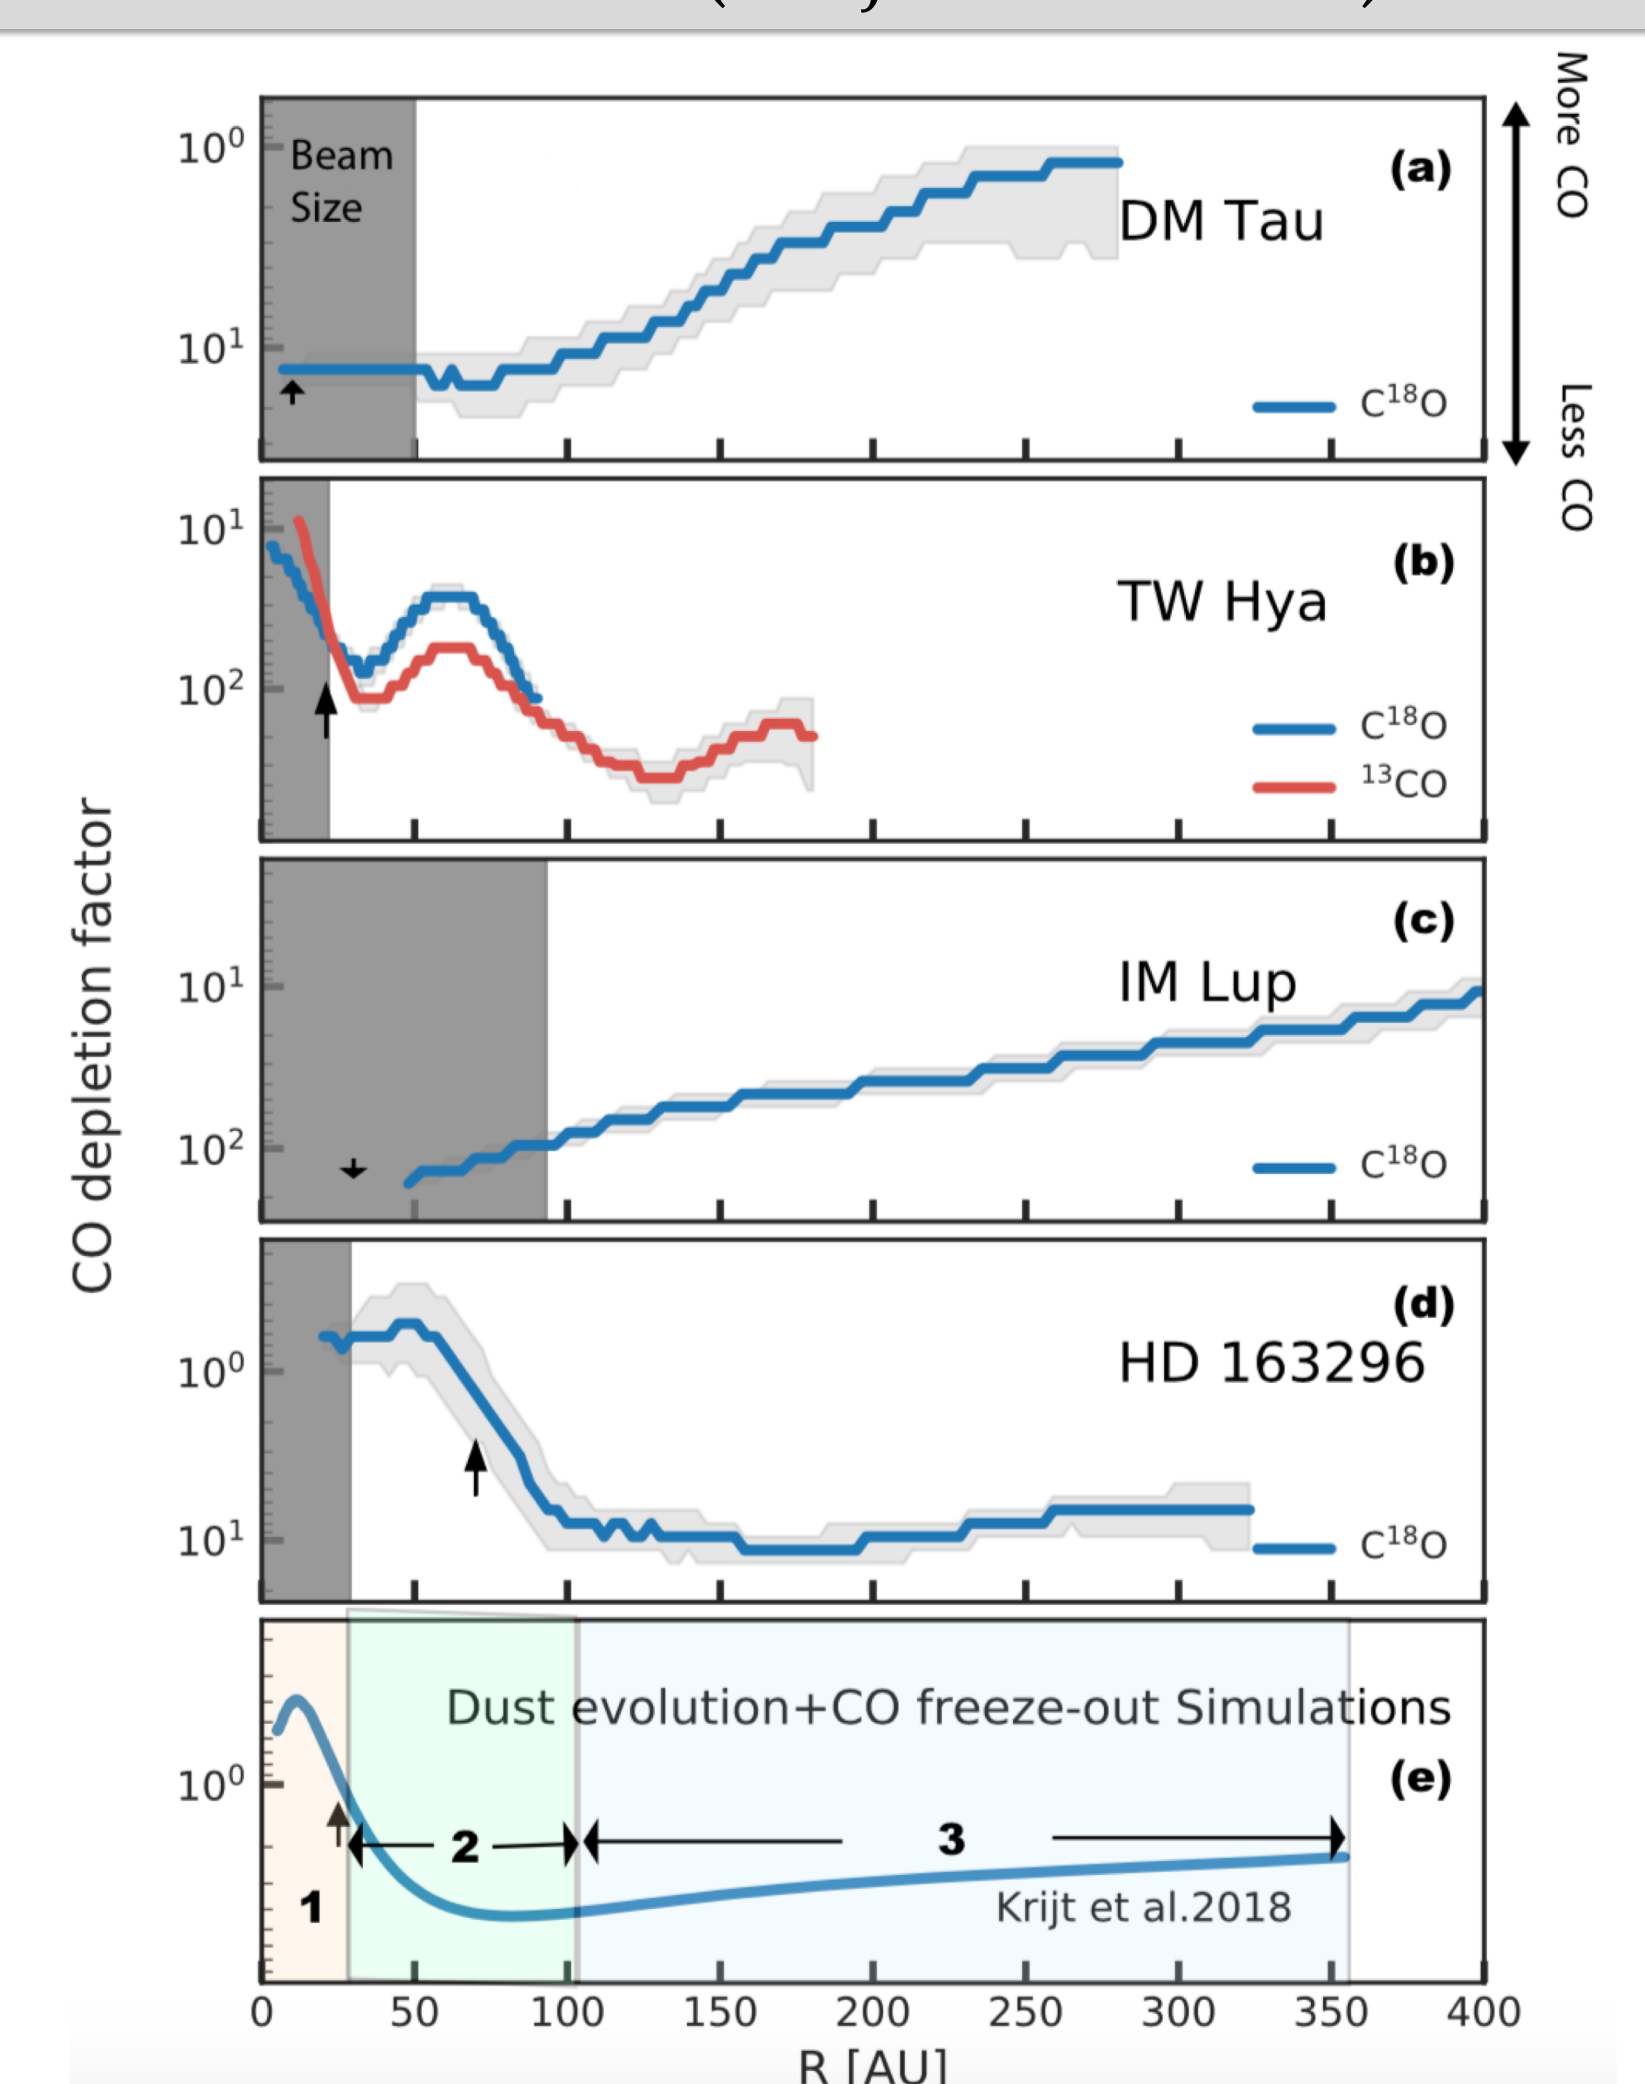 More CO
Less CO
CO depletion factor
10⁰
10¹
Beam
Size
(a)
DM Tau
C¹⁸O
10¹
10²
(b)
TW Hya
C¹⁸O
¹³CO
10¹
10²
(c)
IM Lup
C¹⁸O
10⁰
10¹
(d)
HD 163296
C¹⁸O
10⁰
Dust evolution+CO freeze-out Simulations
(e)
1
2
3
Krijt et al.2018
0 50 100 150 200 250 300 350 400
R [AU]